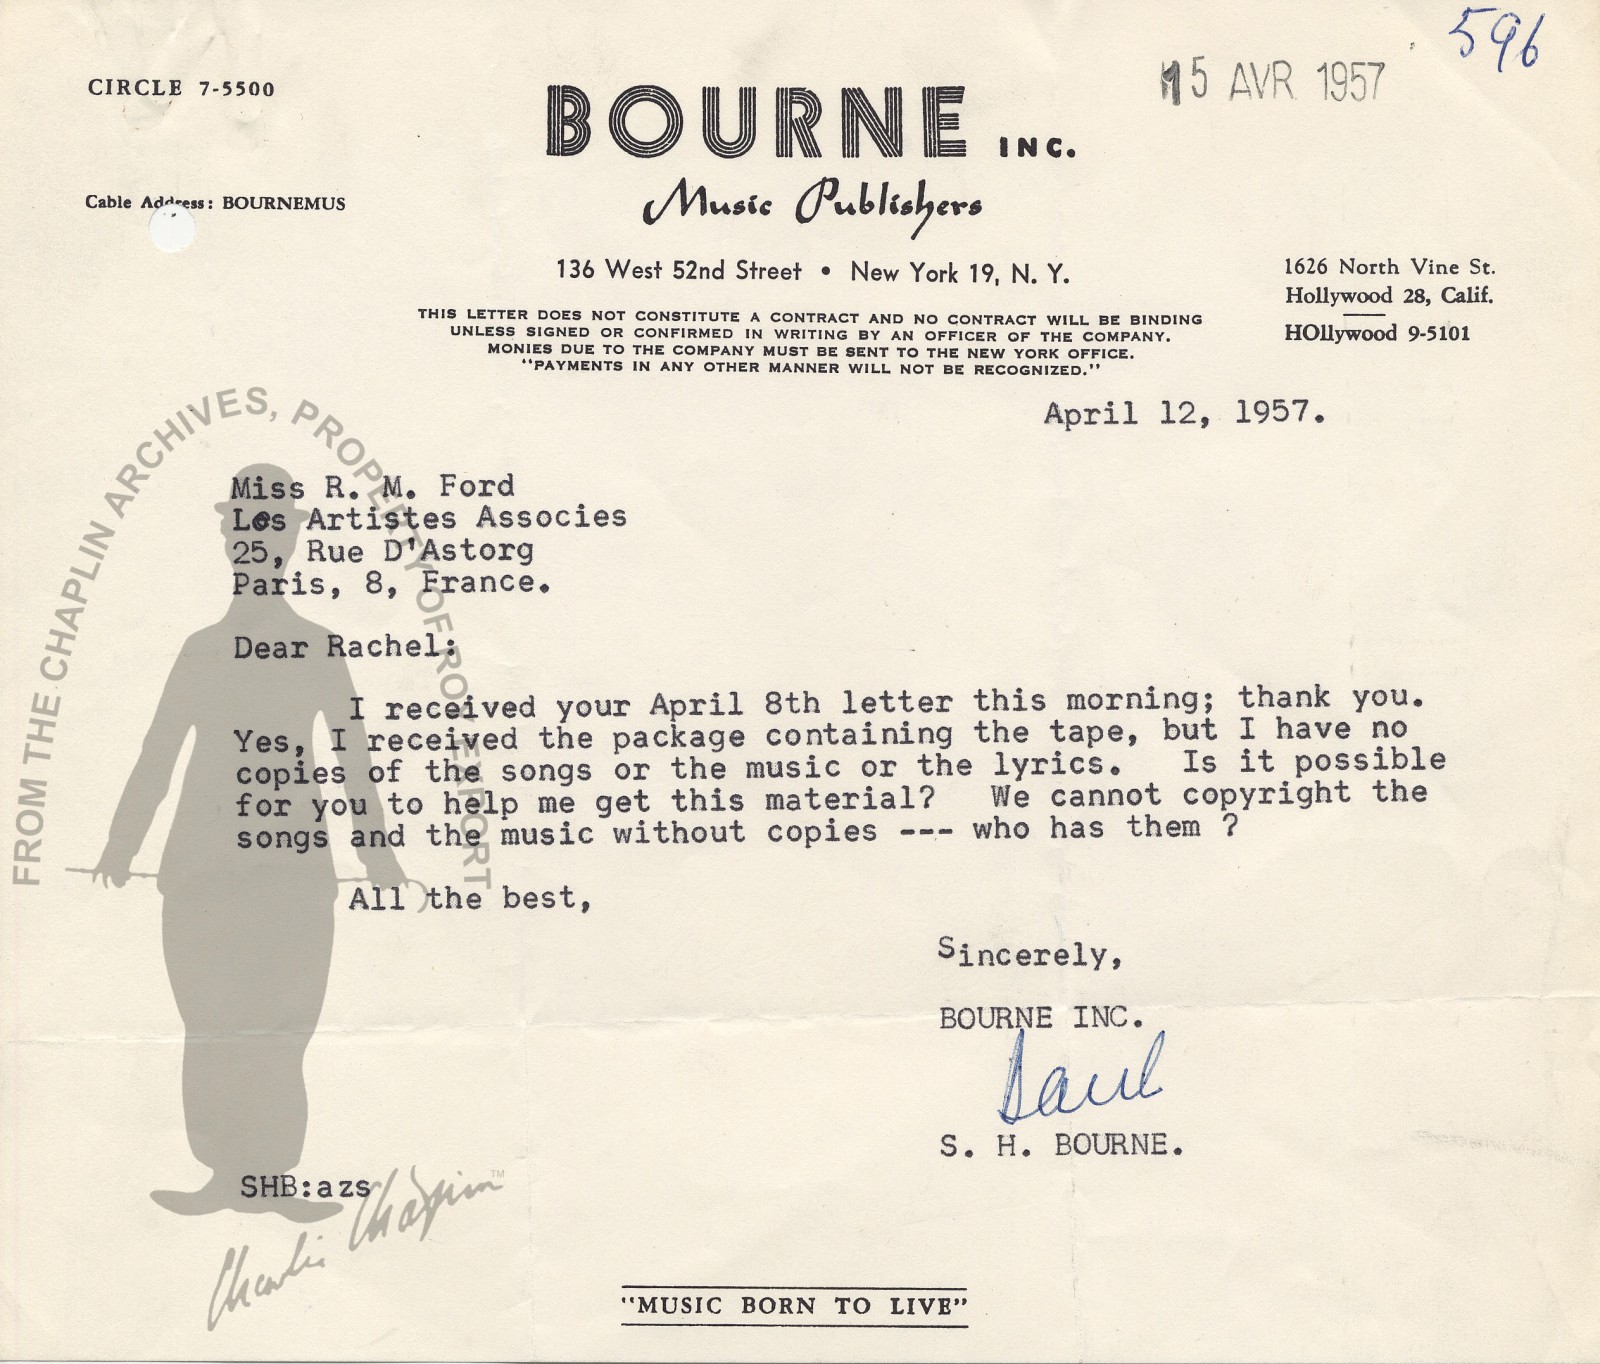 596
CIRCLE 7-5500
15 AVR 1957
BOURNE INC.
Music Publishers
Cable Address: BOURNEMUS
136 West 52nd Street • New York 19, N. Y.
1626 North Vine St.
Hollywood 28, Calif.
HOllywood 9-5101
THIS LETTER DOES NOT CONSTITUTE A CONTRACT AND NO CONTRACT WILL BE BINDING
UNLESS SIGNED OR CONFIRMED IN WRITING BY AN OFFICER OF THE COMPANY.
MONIES DUE TO THE COMPANY MUST BE SENT TO THE NEW YORK OFFICE.
"PAYMENTS IN ANY OTHER MANNER WILL NOT BE RECOGNIZED."
April 12, 1957.
Miss R. M. Ford
Les Artistes Associes
25, Rue D'Astorg
Paris, 8, France.
Dear Rachel:
I received your April 8th letter this morning; thank you.
Yes, I received the package containing the tape, but I have no
copies of the songs or the music or the lyrics. Is it possible
for you to help me get this material? We cannot copyright the
songs and the music without copies --- who has them ?
All the best,
Sincerely,
BOURNE INC.
Saul
S. H. BOURNE.
SHB:azs
"MUSIC BORN TO LIVE"
FROM THE CHAPLIN ARCHIVES, PROPERTY OF ROY EXPORT
Charlie Chaplin™